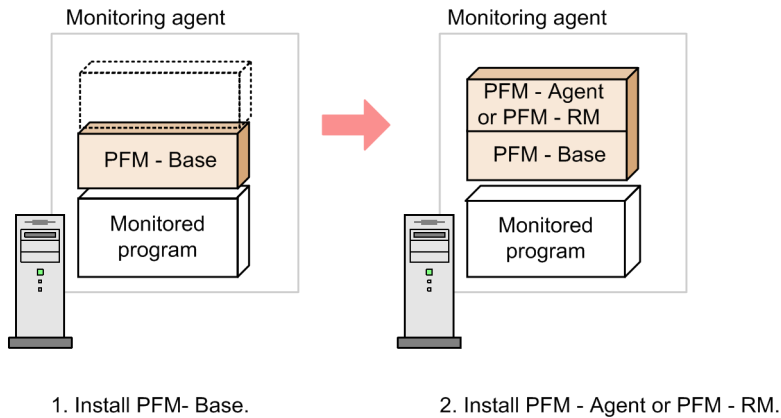 Monitoring agent
PFM - Base
Monitored
program
1. Install PFM- Base.
Monitoring agent
PFM - Agent
or PFM - RM
PFM - Base
Monitored
program
2. Install PFM - Agent or PFM - RM.